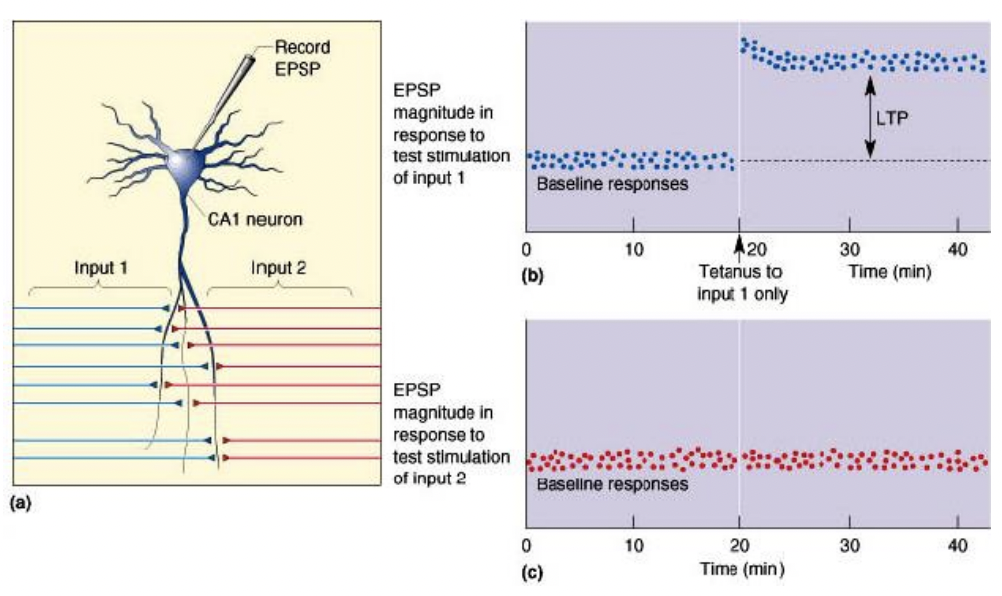 Record
EPSP
CA1 neuron
Input 1
Input 2
(a)
EPSP
magnitude in
response to
test stimulation
of input 1
LTP
Baseline responses
0 10 20 30 40
(b)
Tetanus to
input 1 only
Time (min)
EPSP
magnitude in
response to
test stimulation
of input 2
Baseline responses
0 10 20 30 40
(c)
Time (min)